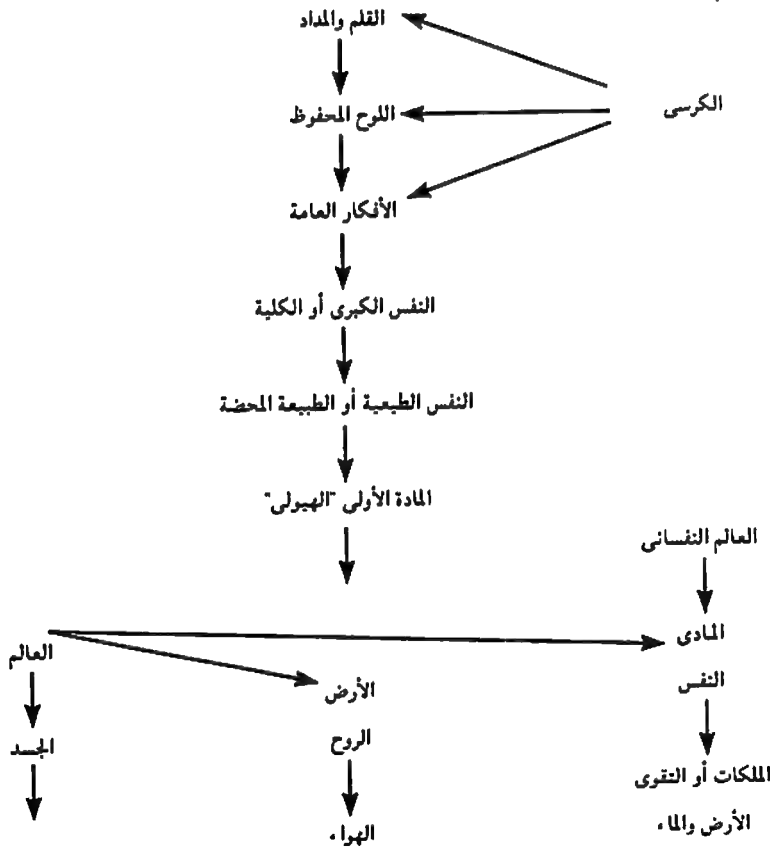 القلم والمداد
الكرسى
اللوح المحفوظ
الأفكار العامة
النفس الكبرى أو الكلية
النفس الطبعية أو الطبيعة المحضة
المادة الأولى "الهيولى"
العالم النفسانى
المادى
العالم
النفس
الأرض
الجسد
الروح
الملكات أو التقوى
الأرض والماء
الهواء